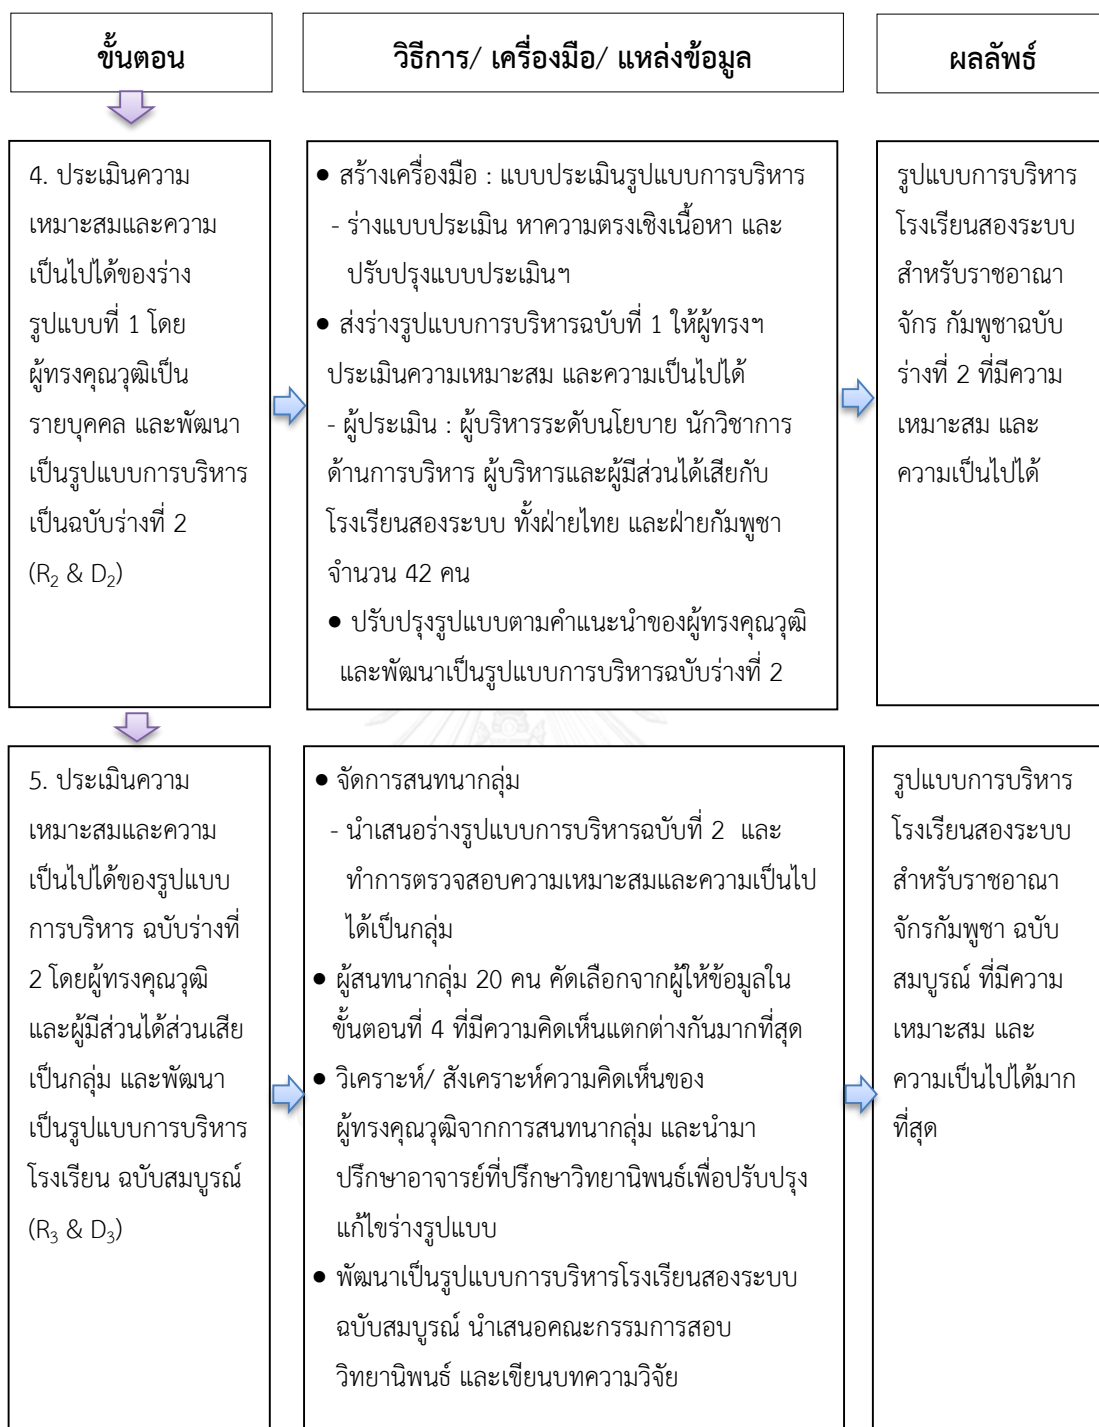 ขั้นตอน
วิธีการ/ เครื่องมือ/ แหล่งข้อมูล
ผลลัพธ์
4. ประเมินความ
เหมาะสมและความ
เป็นไปได้ของร่าง
รูปแบบที่ 1 โดย
ผู้ทรงคุณวุฒิเป็น
รายบุคคล และพัฒนา
เป็นรูปแบบการบริหาร
เป็นฉบับร่างที่ 2
(R₂ & D₂)
● สร้างเครื่องมือ : แบบประเมินรูปแบบการบริหาร
- ร่างแบบประเมิน หาความตรงเชิงเนื้อหา และ
ปรับปรุงแบบประเมินฯ
● ส่งร่างรูปแบบการบริหารฉบับที่ 1 ให้ผู้ทรงฯ
ประเมินความเหมาะสม และความเป็นไปได้
- ผู้ประเมิน : ผู้บริหารระดับนโยบาย นักวิชาการ
ด้านการบริหาร ผู้บริหารและผู้มีส่วนได้เสียกับ
โรงเรียนสองระบบ ทั้งฝ่ายไทย และฝ่ายกัมพูชา
จำนวน 42 คน
● ปรับปรุงรูปแบบตามคำแนะนำของผู้ทรงคุณวุฒิ
และพัฒนาเป็นรูปแบบการบริหารฉบับร่างที่ 2
รูปแบบการบริหาร
โรงเรียนสองระบบ
สำหรับราชอาณา
จักร กัมพูชาฉบับ
ร่างที่ 2 ที่มีความ
เหมาะสม และ
ความเป็นไปได้
5. ประเมินความ
เหมาะสมและความ
เป็นไปได้ของรูปแบบ
การบริหาร ฉบับร่างที่
2 โดยผู้ทรงคุณวุฒิ
และผู้มีส่วนได้ส่วนเสีย
เป็นกลุ่ม และพัฒนา
เป็นรูปแบบการบริหาร
โรงเรียน ฉบับสมบูรณ์
(R₃ & D₃)
● จัดการสนทนากลุ่ม
- นำเสนอร่างรูปแบบการบริหารฉบับที่ 2 และ
ทำการตรวจสอบความเหมาะสมและความเป็นไป
ได้เป็นกลุ่ม
● ผู้สนทนากลุ่ม 20 คน คัดเลือกจากผู้ให้ข้อมูลใน
ขั้นตอนที่ 4 ที่มีความคิดเห็นแตกต่างกันมากที่สุด
● วิเคราะห์/ สังเคราะห์ความคิดเห็นของ
ผู้ทรงคุณวุฒิจากการสนทนากลุ่ม และนำมา
ปรึกษาอาจารย์ที่ปรึกษาวิทยานิพนธ์เพื่อปรับปรุง
แก้ไขร่างรูปแบบ
● พัฒนาเป็นรูปแบบการบริหารโรงเรียนสองระบบ
ฉบับสมบูรณ์ นำเสนอคณะกรรมการสอบ
วิทยานิพนธ์ และเขียนบทความวิจัย
รูปแบบการบริหาร
โรงเรียนสองระบบ
สำหรับราชอาณา
จักรกัมพูชา ฉบับ
สมบูรณ์ ที่มีความ
เหมาะสม และ
ความเป็นไปได้มาก
ที่สุด